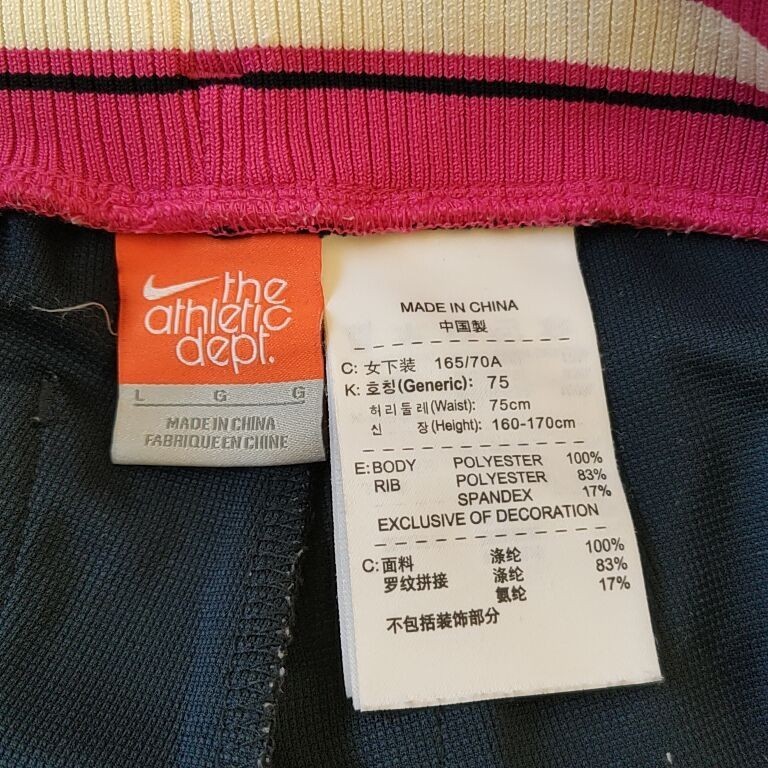 the
athletic
dept.
L G G
MADE IN CHINA
FABRIQUE EN CHINE
MADE IN CHINA
中国製
C: 女下装 165/70A
K: 호칭(Generic): 75
허리둘레(Waist): 75cm
신 장(Height): 160-170cm
E: BODY POLYESTER 100%
RIB POLYESTER 83%
SPANDEX 17%
EXCLUSIVE OF DECORATION
C: 面料 涤纶 100%
罗纹拼接 涤纶 83%
氨纶 17%
不包括装饰部分